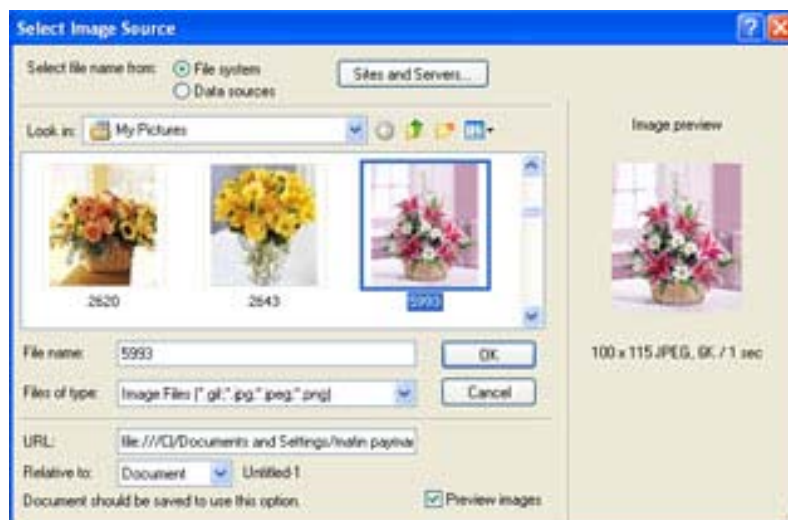 Select Image Source
Select file name from: File system
Data sources
Sites and Servers...
Look in: My Pictures
Image preview
2620 2643 5993
File name: 5993 OK
100 x 115 JPEG, 6K / 1 sec
Files of type: Image Files (*.gif;*.jpg;*.jpeg;*.png) Cancel
URL: file:///C|/Documents and Settings/
Relative to: Document Untitled-1
Document should be saved to use this option. Preview images